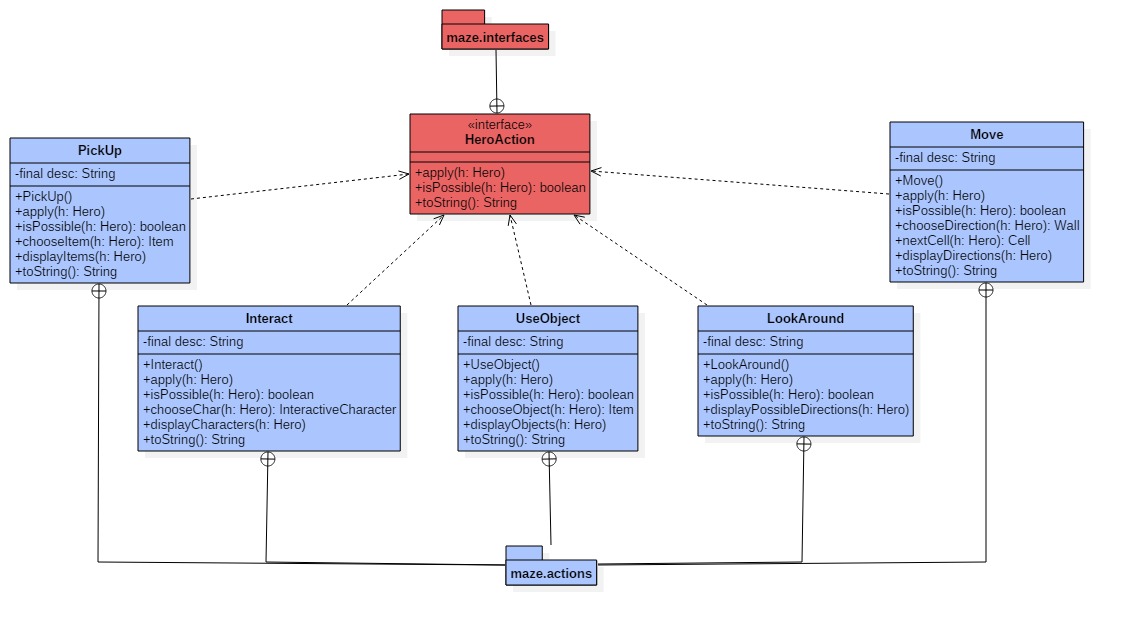 maze.interfaces
«interface»
HeroAction
+apply(h: Hero)
+isPossible(h: Hero): boolean
+toString(): String
PickUp
-final desc: String
+PickUp()
+apply(h: Hero)
+isPossible(h: Hero): boolean
+chooseItem(h: Hero): Item
+displayItems(h: Hero)
+toString(): String
Move
-final desc: String
+Move()
+apply(h: Hero)
+isPossible(h: Hero): boolean
+chooseDirection(h: Hero): Wall
+nextCell(h: Hero): Cell
+displayDirections(h: Hero)
+toString(): String
Interact
-final desc: String
+Interact()
+apply(h: Hero)
+isPossible(h: Hero): boolean
+chooseChar(h: Hero): InteractiveCharacter
+displayCharacters(h: Hero)
+toString(): String
UseObject
-final desc: String
+UseObject()
+apply(h: Hero)
+isPossible(h: Hero): boolean
+chooseObject(h: Hero): Item
+displayObjects(h: Hero)
+toString(): String
LookAround
-final desc: String
+LookAround()
+apply(h: Hero)
+isPossible(h: Hero): boolean
+displayPossibleDirections(h: Hero)
+toString(): String
maze.actions